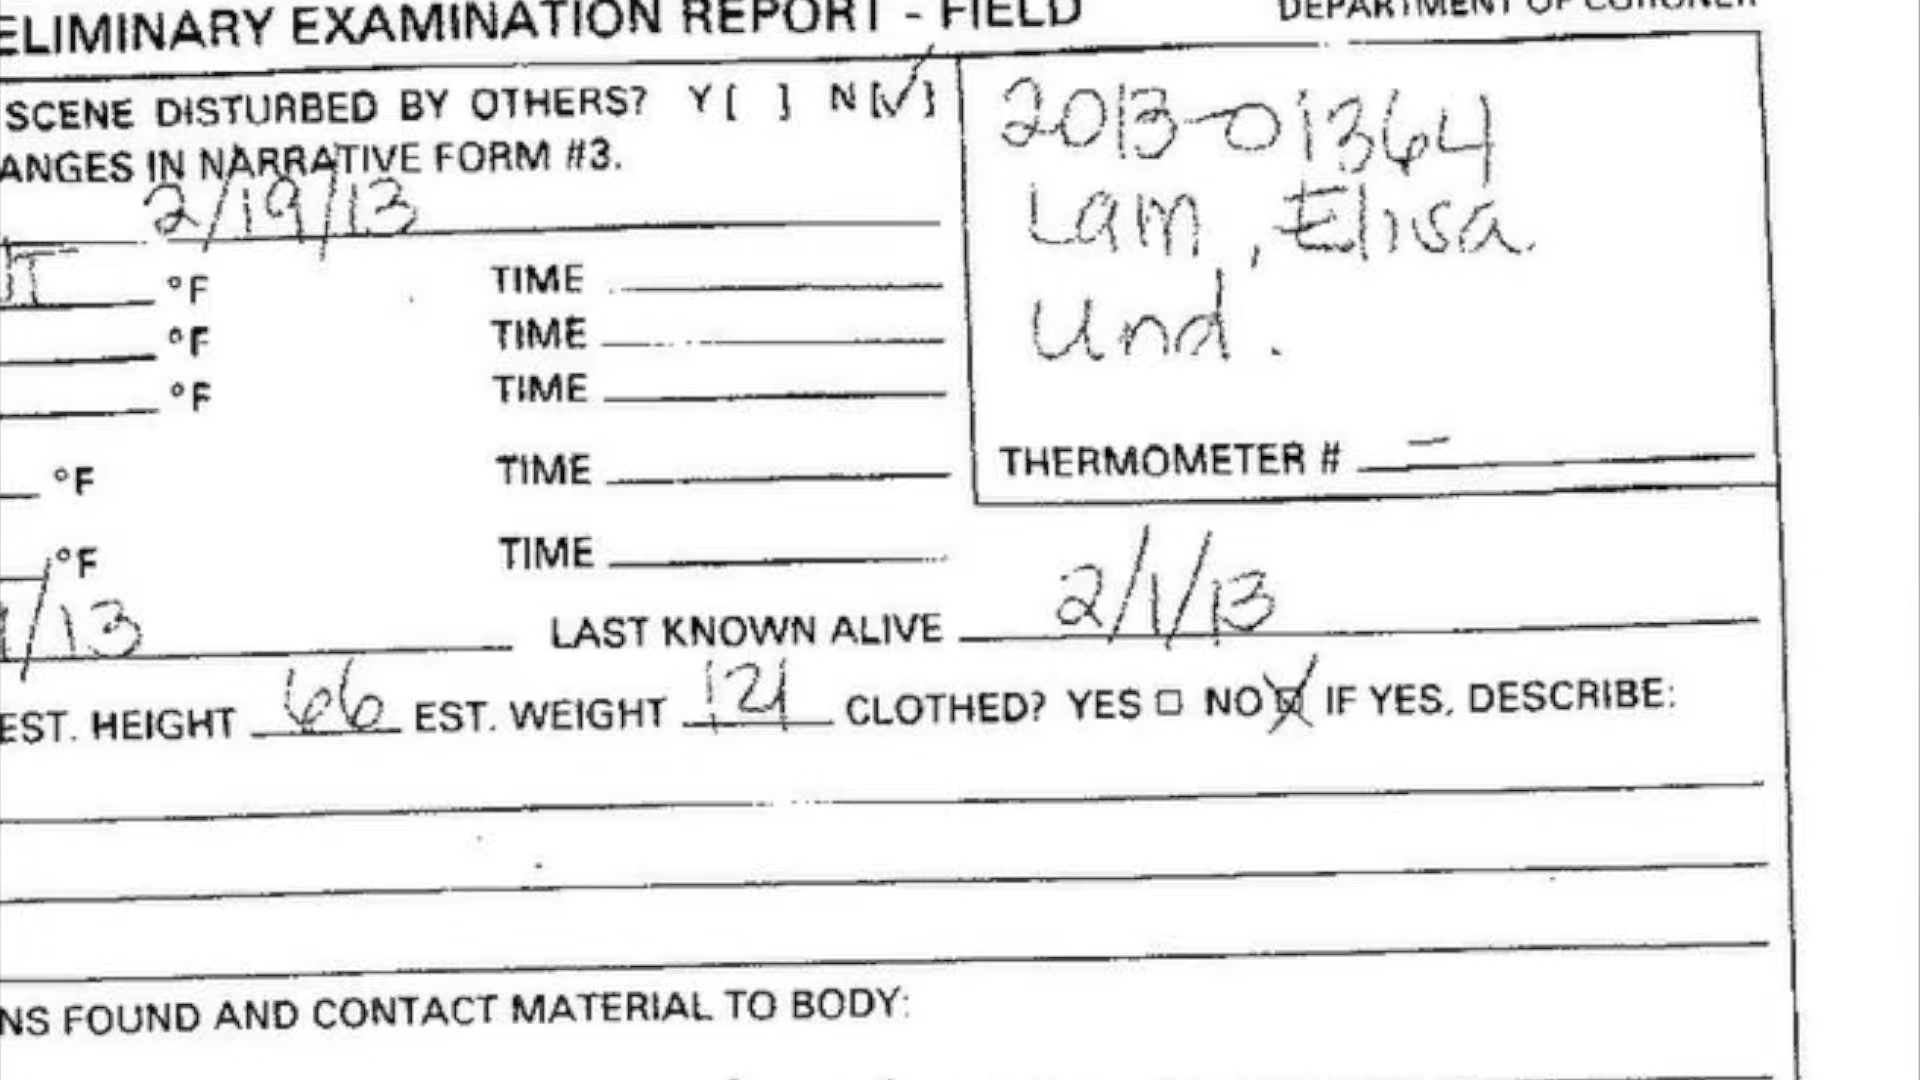 ELIMINARY EXAMINATION REPORT - FIELD
DEPARTMENT OF CORONER
SCENE DISTURBED BY OTHERS? Y [ ] N [✓]
2013-01364
ANGES IN NARRATIVE FORM #3.
Lam, Elisa
2/19/13
Und.
°F TIME
°F TIME
°F TIME
THERMOMETER # –
°F TIME
°F TIME
/13 LAST KNOWN ALIVE 2/1/13
EST. HEIGHT 66 EST. WEIGHT 121 CLOTHED? YES □ NO ☒ IF YES, DESCRIBE:
NS FOUND AND CONTACT MATERIAL TO BODY: